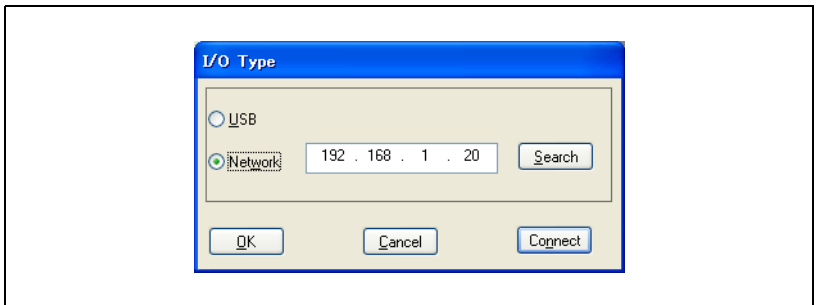 I/O Type
USB
Network 192 . 168 . 1 . 20 Search
OK Cancel Connect